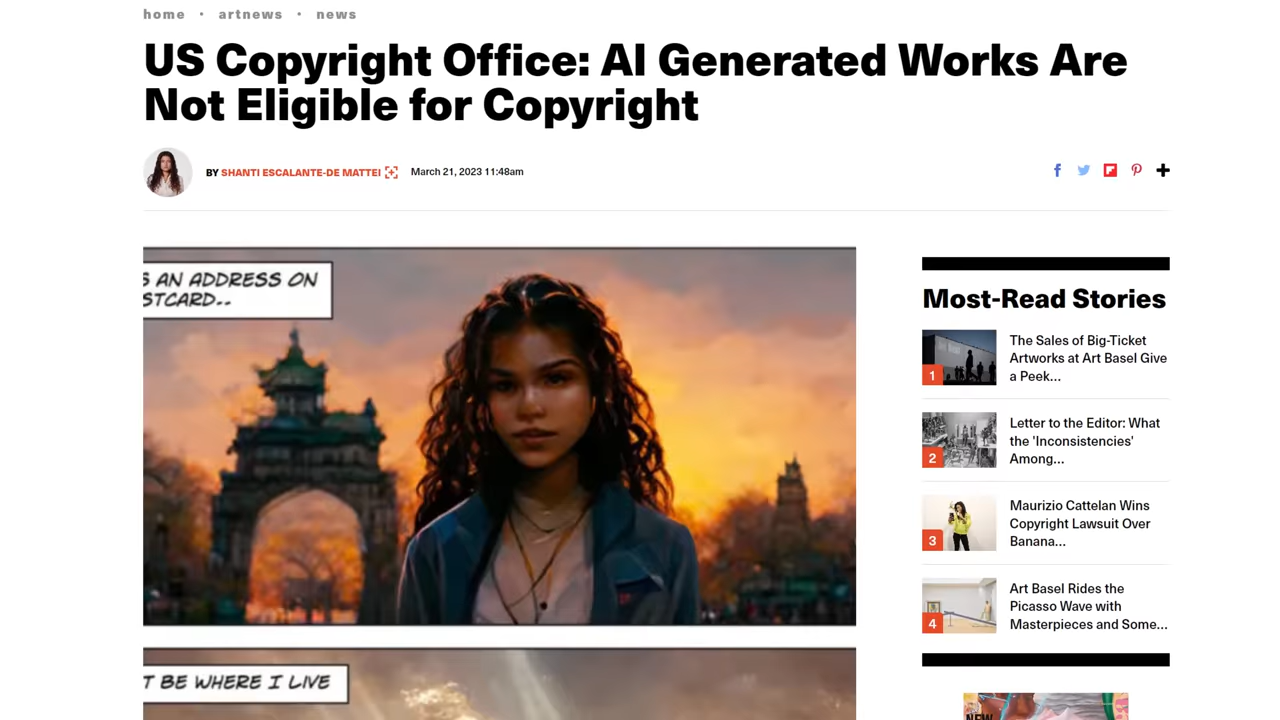 home • artnews • news
US Copyright Office: AI Generated Works Are
Not Eligible for Copyright
BY SHANTI ESCALANTE-DE MATTEI March 21, 2023 11:48am
S AN ADDRESS ON
STCARD..
T BE WHERE I LIVE
Most-Read Stories
1
The Sales of Big-Ticket
Artworks at Art Basel Give
a Peek...
2
Letter to the Editor: What
the 'Inconsistencies'
Among...
3
Maurizio Cattelan Wins
Copyright Lawsuit Over
Banana...
4
Art Basel Rides the
Picasso Wave with
Masterpieces and Some...
NEW